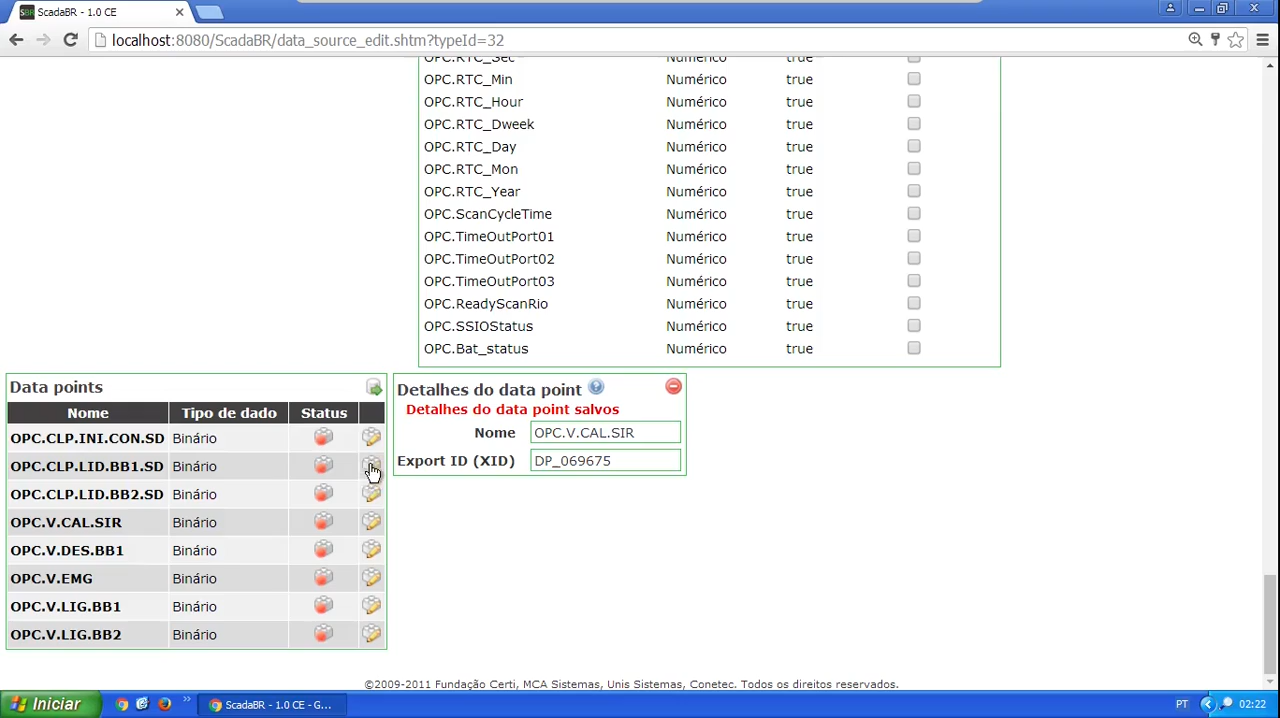 ScadaBR - 1.0 CE
localhost:8080/ScadaBR/data_source_edit.shtm?typeId=32
OPC.RTC_Sec Numérico true
OPC.RTC_Min Numérico true
OPC.RTC_Hour Numérico true
OPC.RTC_Dweek Numérico true
OPC.RTC_Day Numérico true
OPC.RTC_Mon Numérico true
OPC.RTC_Year Numérico true
OPC.ScanCycleTime Numérico true
OPC.TimeOutPort01 Numérico true
OPC.TimeOutPort02 Numérico true
OPC.TimeOutPort03 Numérico true
OPC.ReadyScanRio Numérico true
OPC.SSIOStatus Numérico true
OPC.Bat_status Numérico true
Data points
Nome Tipo de dado Status
OPC.CLP.INI.CON.SD Binário
OPC.CLP.LID.BB1.SD Binário
OPC.CLP.LID.BB2.SD Binário
OPC.V.CAL.SIR Binário
OPC.V.DES.BB1 Binário
OPC.V.EMG Binário
OPC.V.LIG.BB1 Binário
OPC.V.LIG.BB2 Binário
Detalhes do data point
Detalhes do data point salvos
Nome OPC.V.CAL.SIR
Export ID (XID) DP_069675
©2009-2011 Fundação Certi, MCA Sistemas, Unis Sistemas, Conetec. Todos os direitos reservados.
Iniciar ScadaBR - 1.0 CE - G... PT 02:22